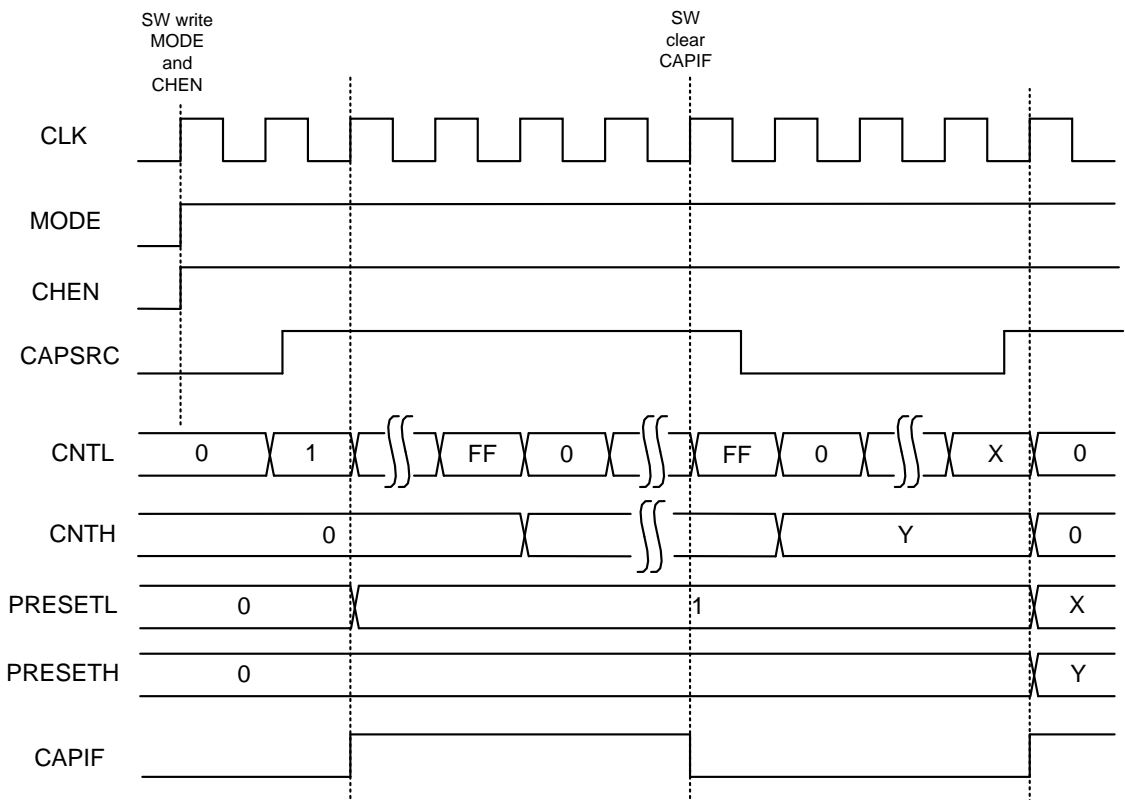 SW write
MODE
and
CHEN
SW
clear
CAPIF
CLK
MODE
CHEN
CAPSRC
CNTL 0 1 FF 0 FF 0 X 0
CNTH 0 Y 0
PRESETL 0 1 X
PRESETH 0 Y
CAPIF